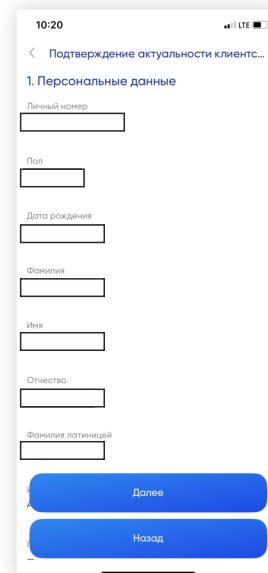 10:20
LTE
Подтверждение актуальности клиентс...
1. Персональные данные
Личный номер
Пол
Дата рождения
Фамилия
Имя
Отчество
Фамилия латиницей
Далее
Назад